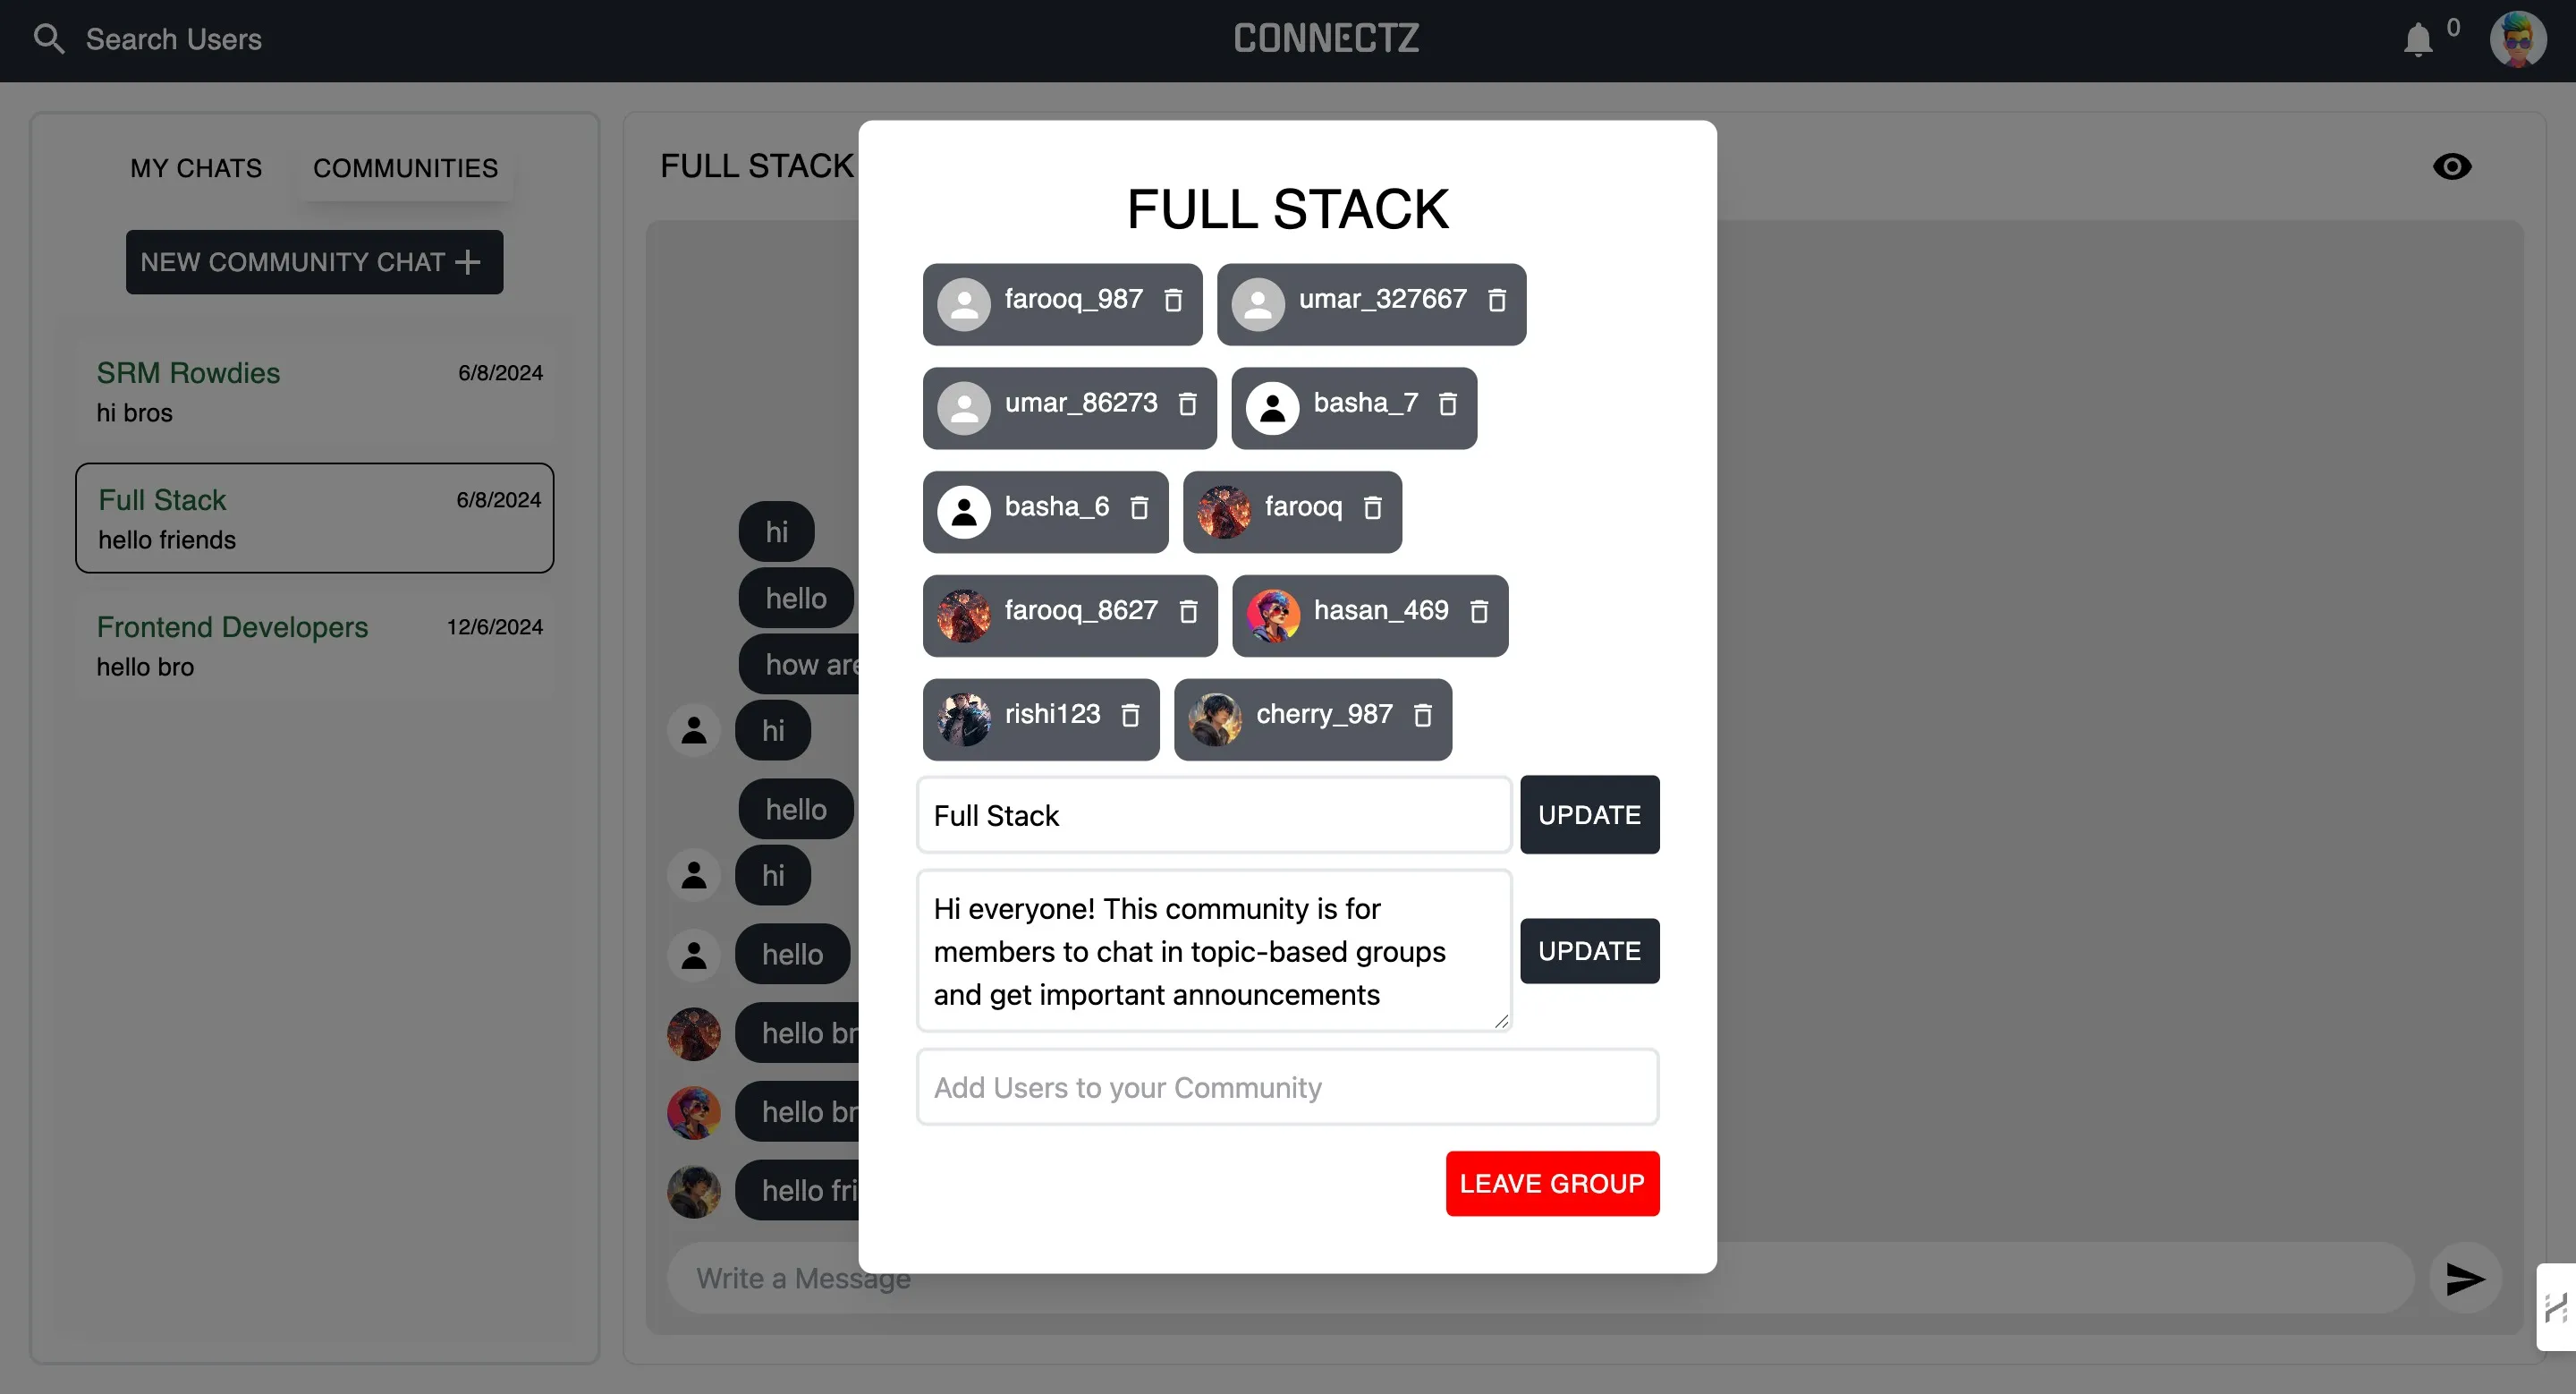 Search Users
CONNECTZ
0
MY CHATS
COMMUNITIES
NEW COMMUNITY CHAT +
SRM Rowdies 6/8/2024
hi bros
Full Stack 6/8/2024
hello friends
Frontend Developers 12/6/2024
hello bro
FULL STACK
hi
hello
how are
hi
hello
hi
hello
hello br
hello br
hello fri
Write a Message
FULL STACK
farooq_987
umar_327667
umar_86273
basha_7
basha_6
farooq
farooq_8627
hasan_469
rishi123
cherry_987
Full Stack
UPDATE
Hi everyone! This community is for
members to chat in topic-based groups
and get important announcements
UPDATE
Add Users to your Community
LEAVE GROUP